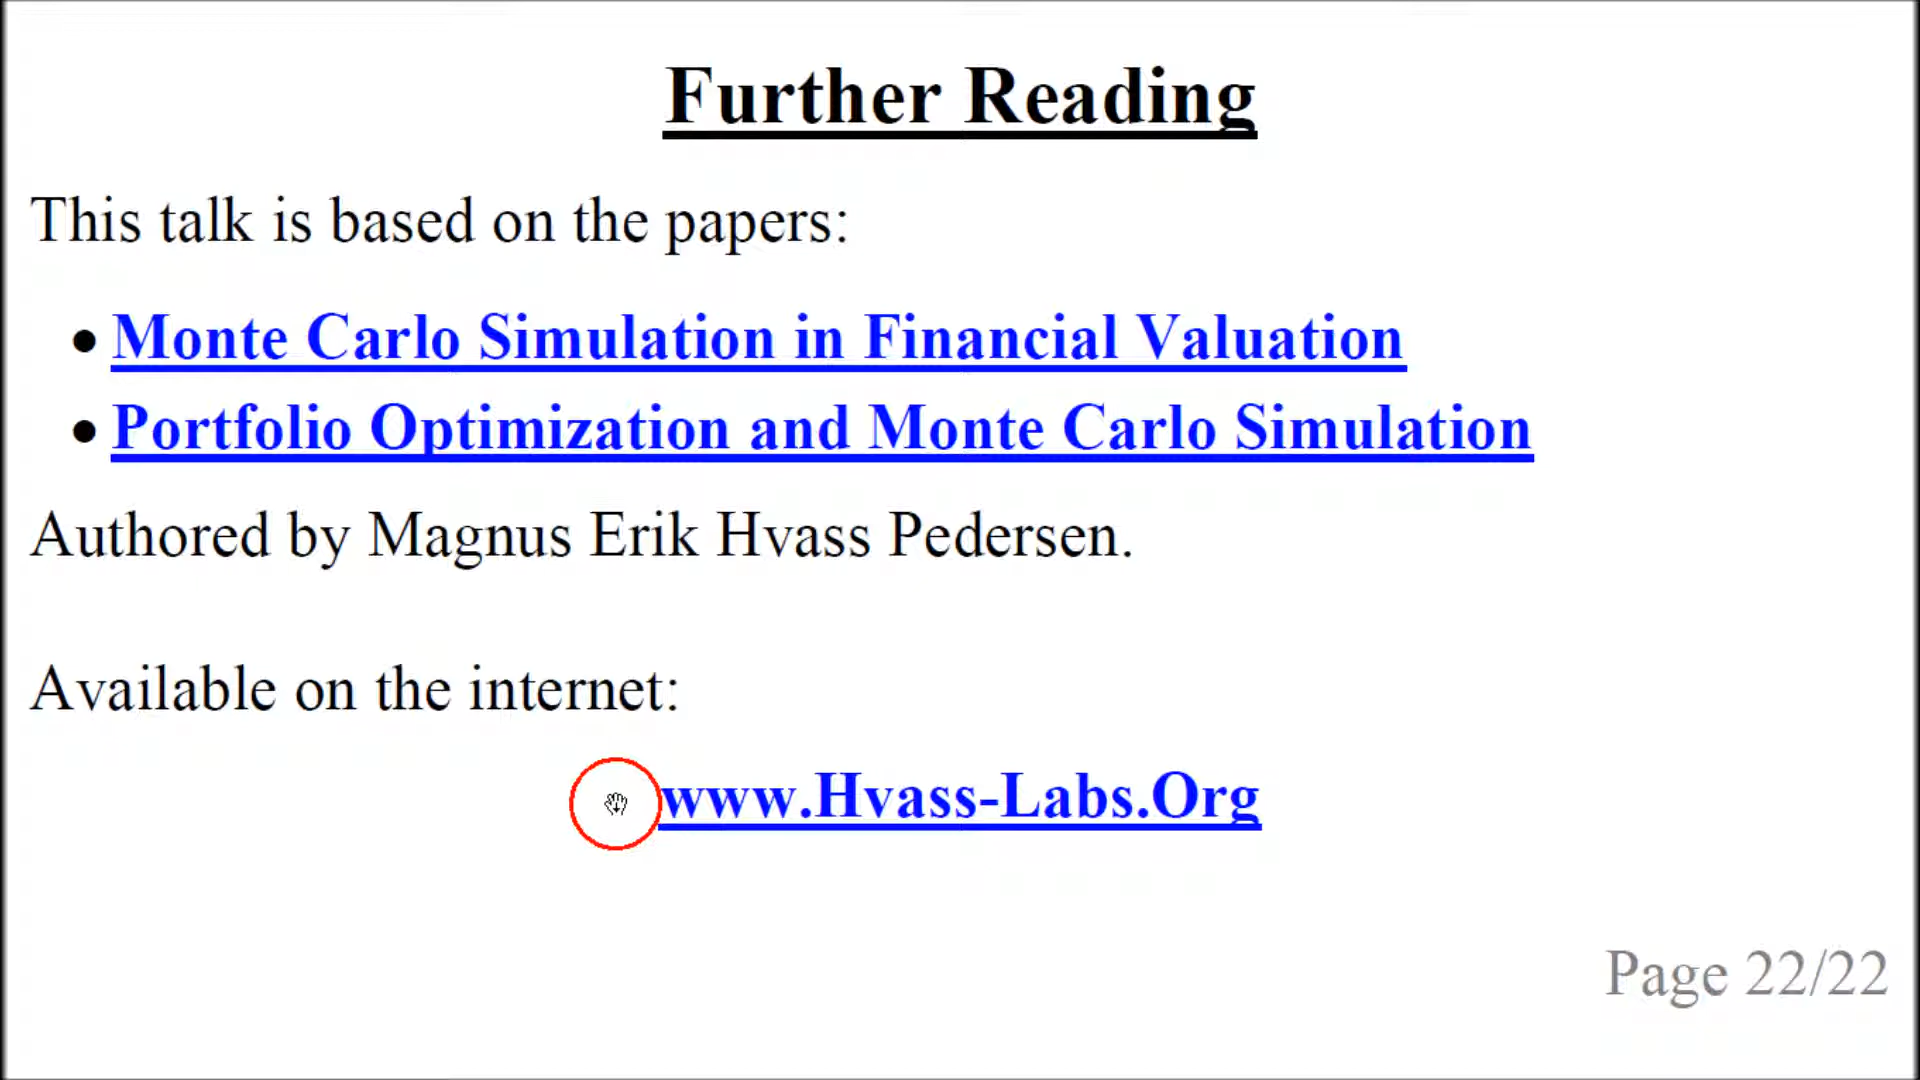 Further Reading
This talk is based on the papers:
• Monte Carlo Simulation in Financial Valuation
• Portfolio Optimization and Monte Carlo Simulation
Authored by Magnus Erik Hvass Pedersen.
Available on the internet:
www.Hvass-Labs.Org
Page 22/22